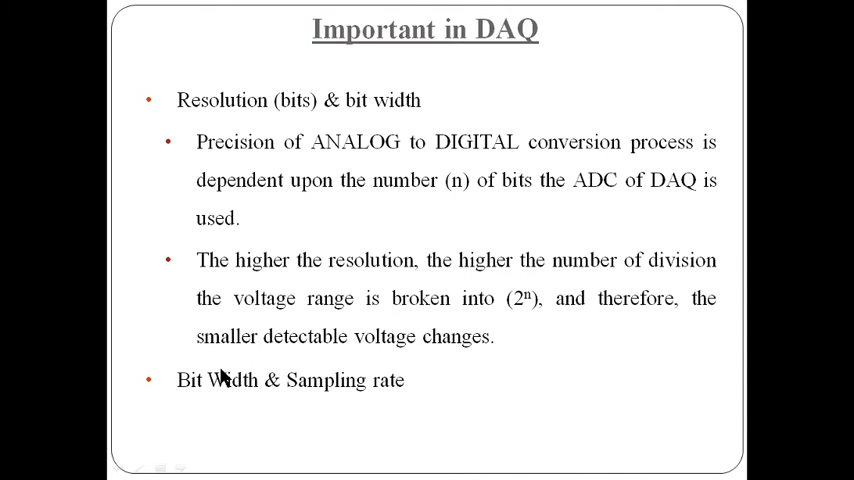 Important in DAQ
• Resolution (bits) & bit width
• Precision of ANALOG to DIGITAL conversion process is
dependent upon the number (n) of bits the ADC of DAQ is
used.
• The higher the resolution, the higher the number of division
the voltage range is broken into (2ⁿ), and therefore, the
smaller detectable voltage changes.
• Bit Width & Sampling rate